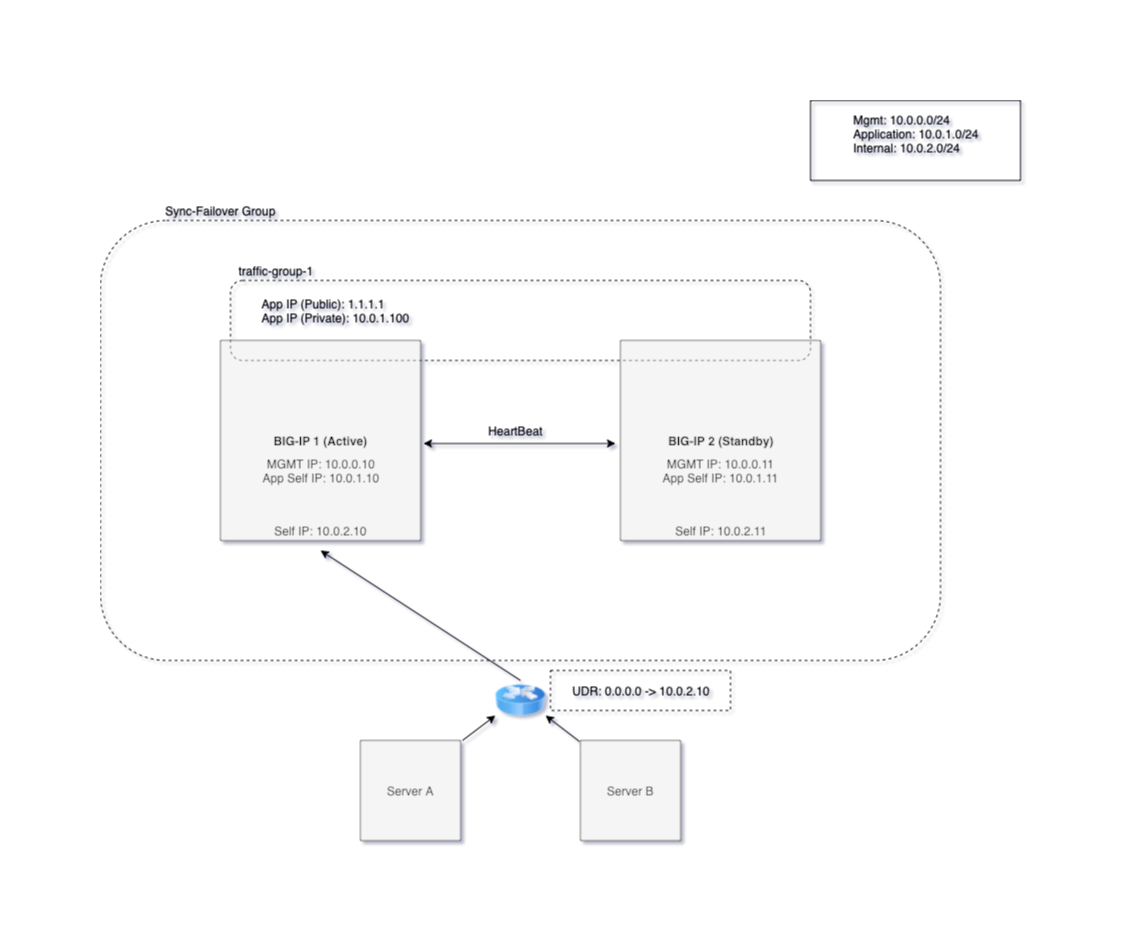 Mgmt: 10.0.0.0/24
Application: 10.0.1.0/24
Internal: 10.0.2.0/24
Sync-Failover Group
traffic-group-1
App IP (Public): 1.1.1.1
App IP (Private): 10.0.1.100
BIG-IP 1 (Active)
MGMT IP: 10.0.0.10
App Self IP: 10.0.1.10
Self IP: 10.0.2.10
HeartBeat
BIG-IP 2 (Standby)
MGMT IP: 10.0.0.11
App Self IP: 10.0.1.11
Self IP: 10.0.2.11
UDR: 0.0.0.0 -> 10.0.2.10
Server A
Server B